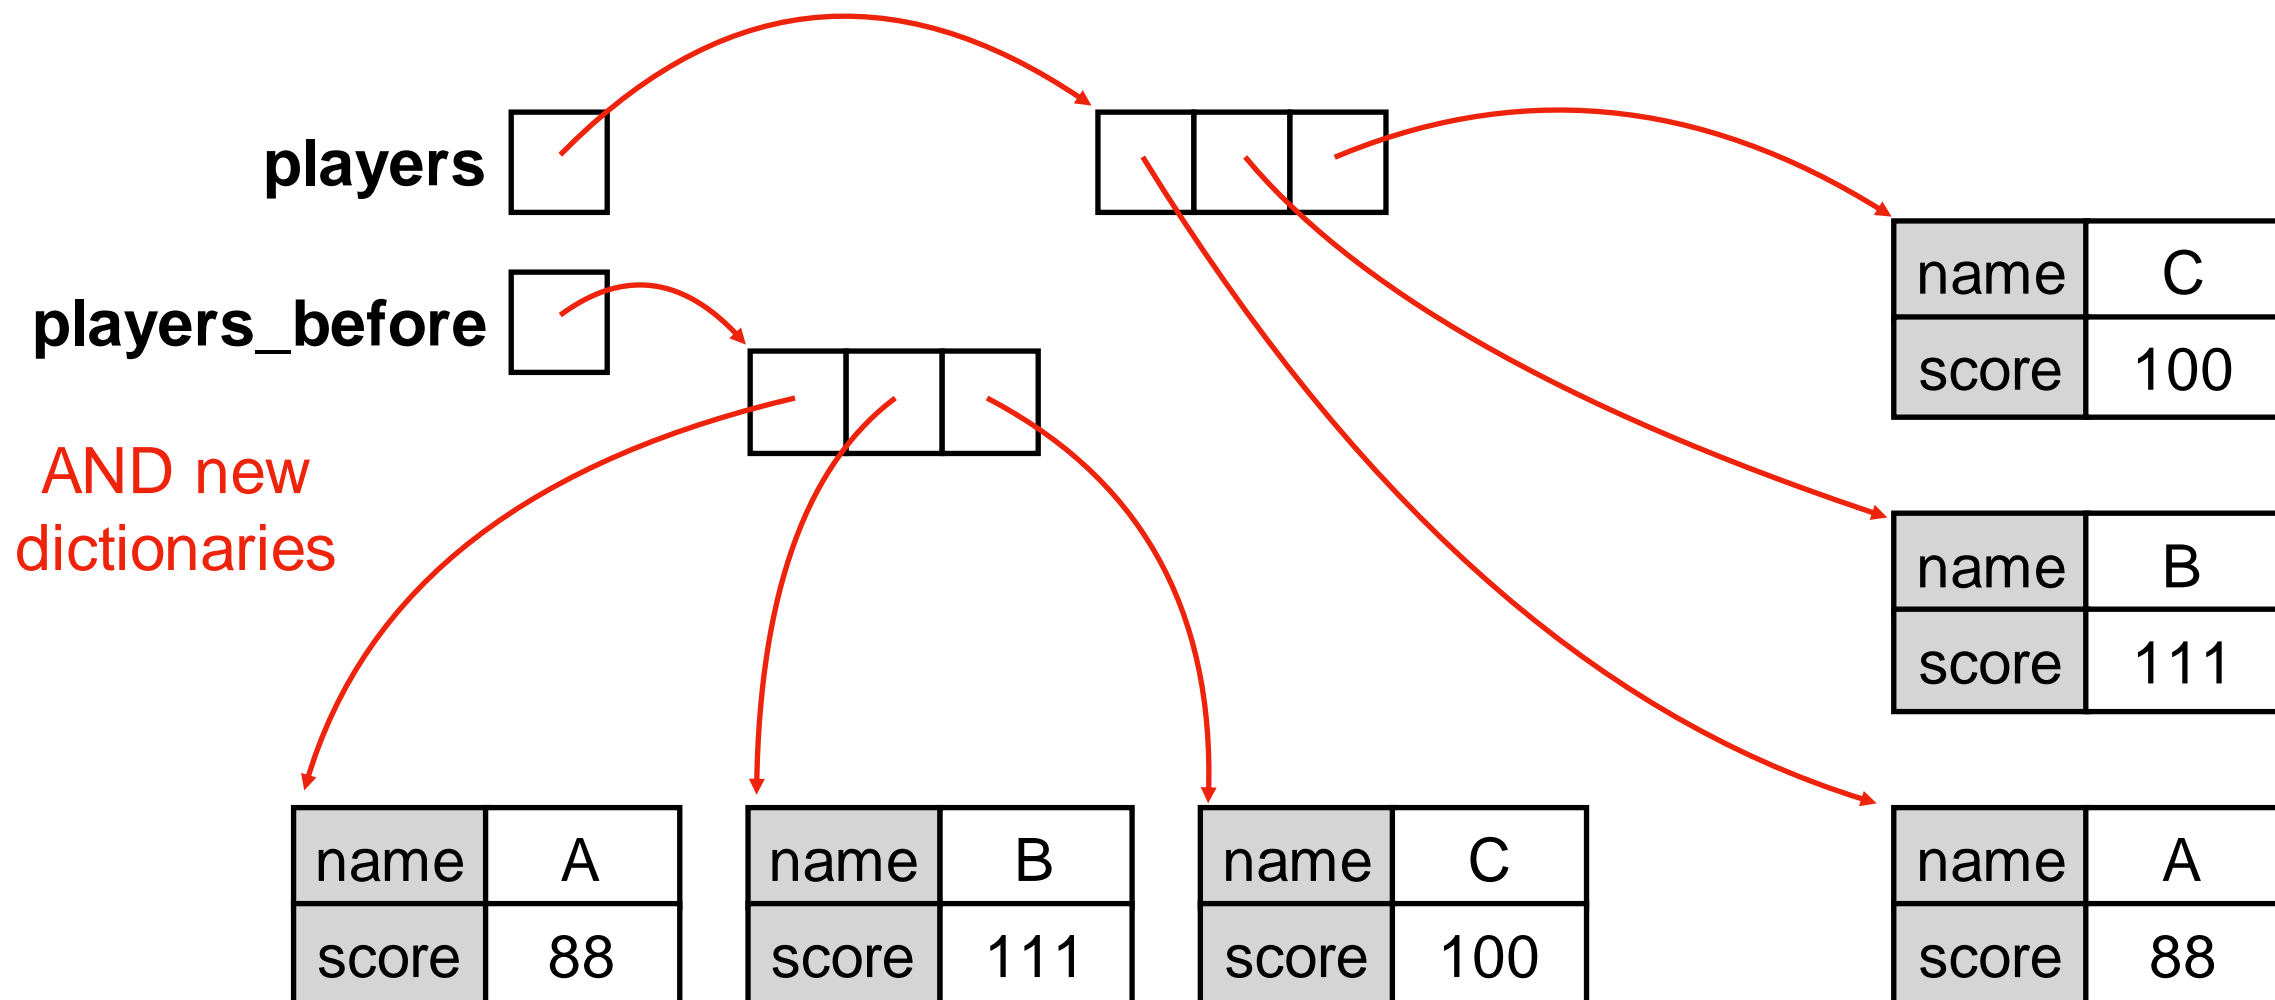 players
players_before
AND new
dictionaries
name C
score 100
name B
score 111
name A
score 88
name B
score 111
name C
score 100
name A
score 88